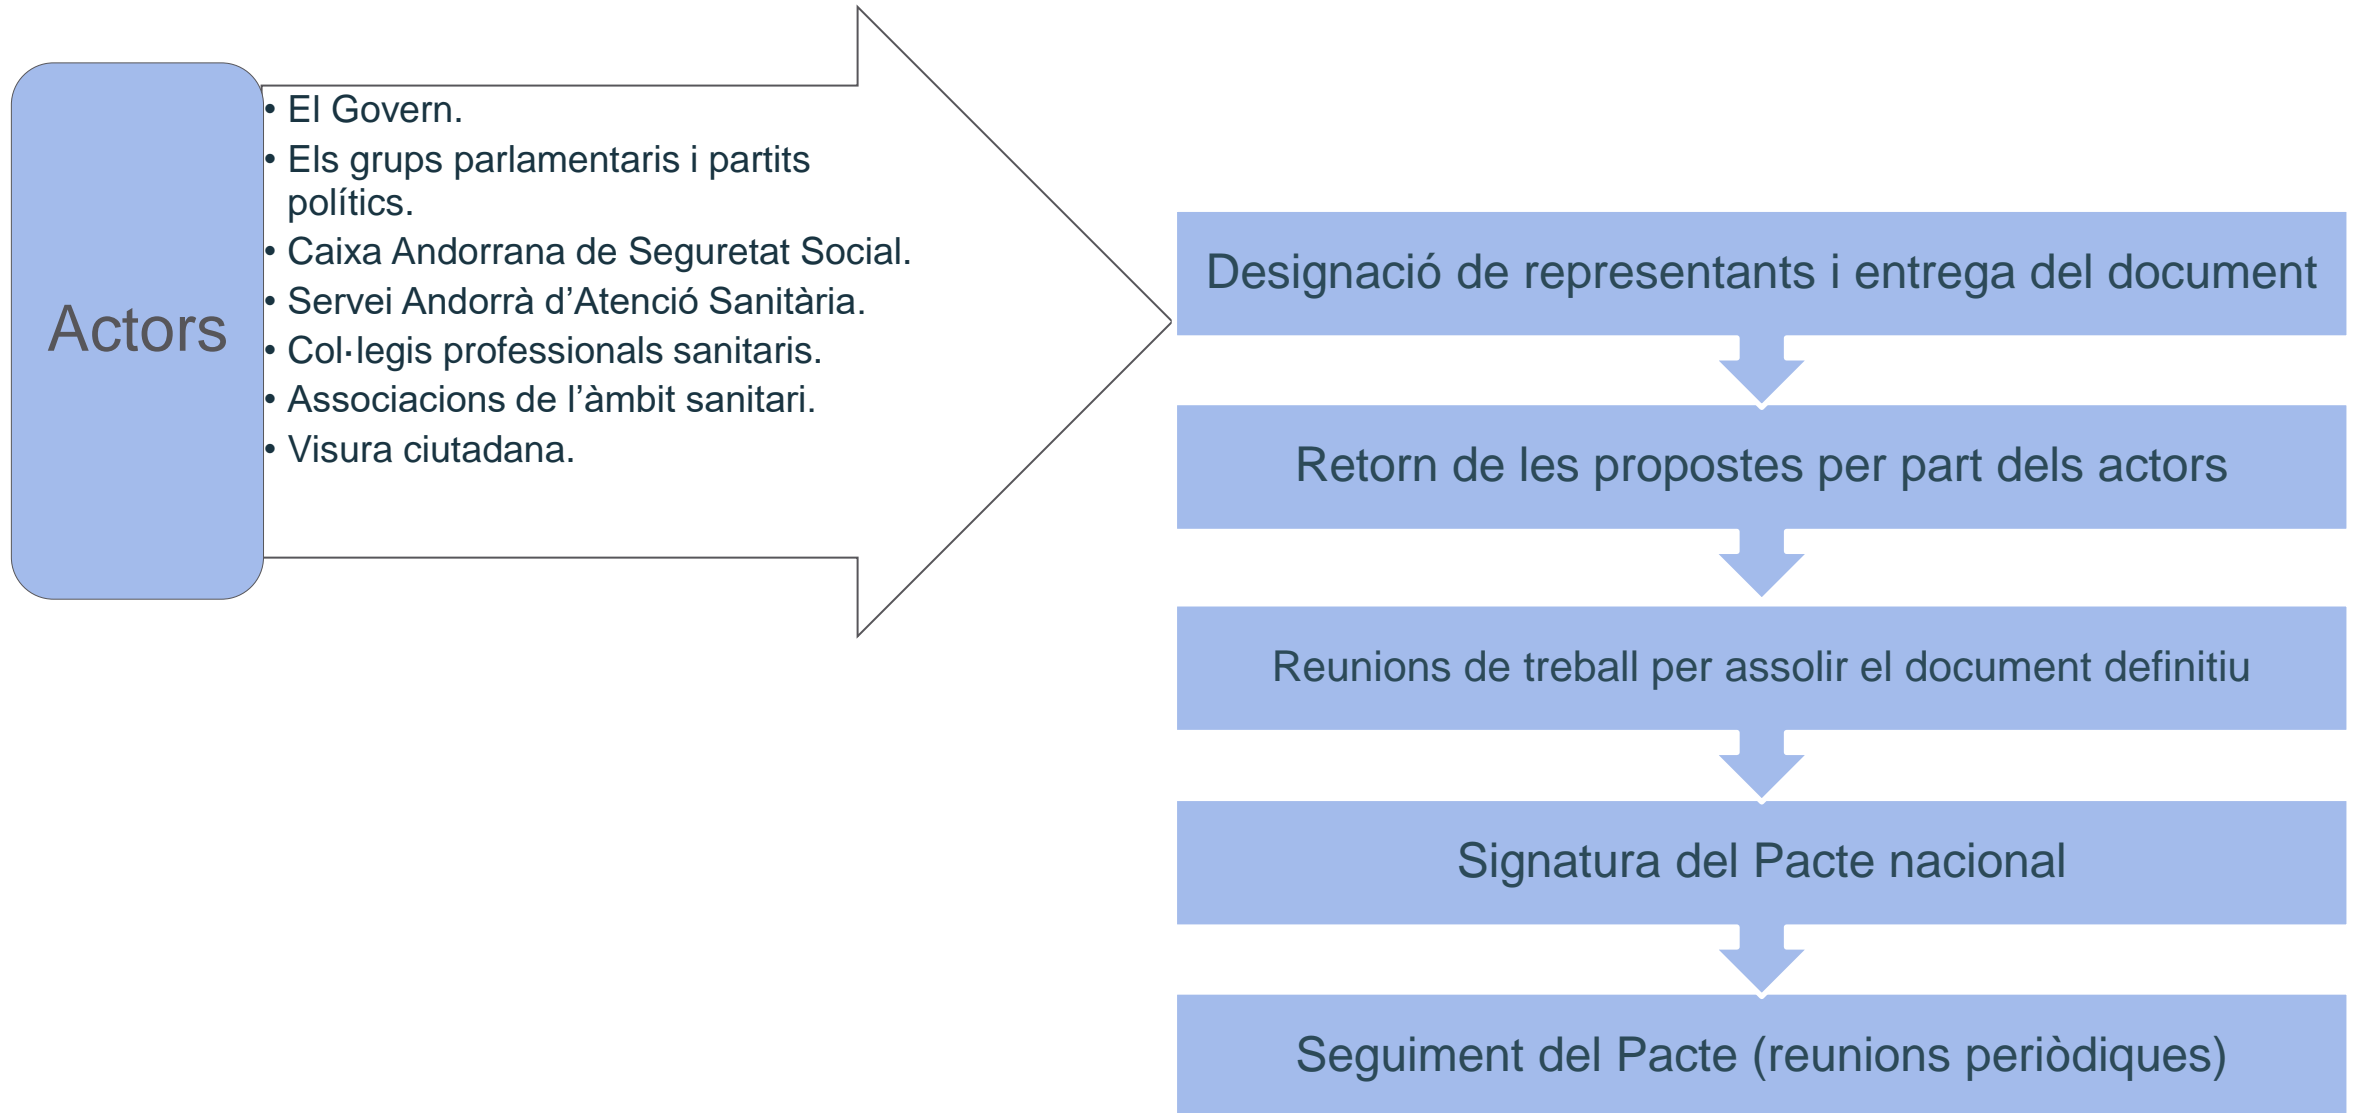 Actors
• El Govern.
• Els grups parlamentaris i partits
polítics.
• Caixa Andorrana de Seguretat Social.
• Servei Andorrà d’Atenció Sanitària.
• Col·legis professionals sanitaris.
• Associacions de l’àmbit sanitari.
• Visura ciutadana.
Designació de representants i entrega del document
Retorn de les propostes per part dels actors
Reunions de treball per assolir el document definitiu
Signatura del Pacte nacional
Seguiment del Pacte (reunions periòdiques)